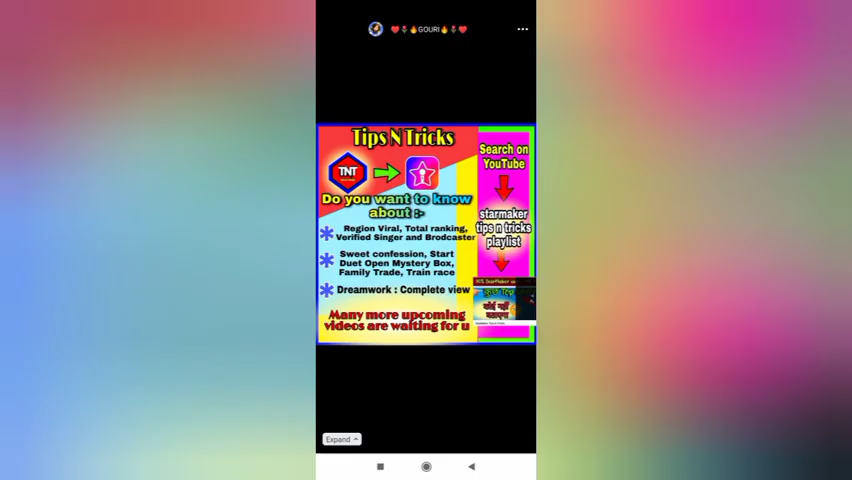 ❤️🌷🔥GOURI🔥🌷❤️
Tips N Tricks
TNT
Do you want to know
about :-
Region Viral, Total ranking,
Verified Singer and Brodcaster
Sweet confession, Start
Duet Open Mystery Box,
Family Trade, Train race
Dreamwork : Complete view
Many more upcoming
videos are waiting for u
Search on
YouTube
starmaker
tips n tricks
playlist
कोई नहीं
Expand